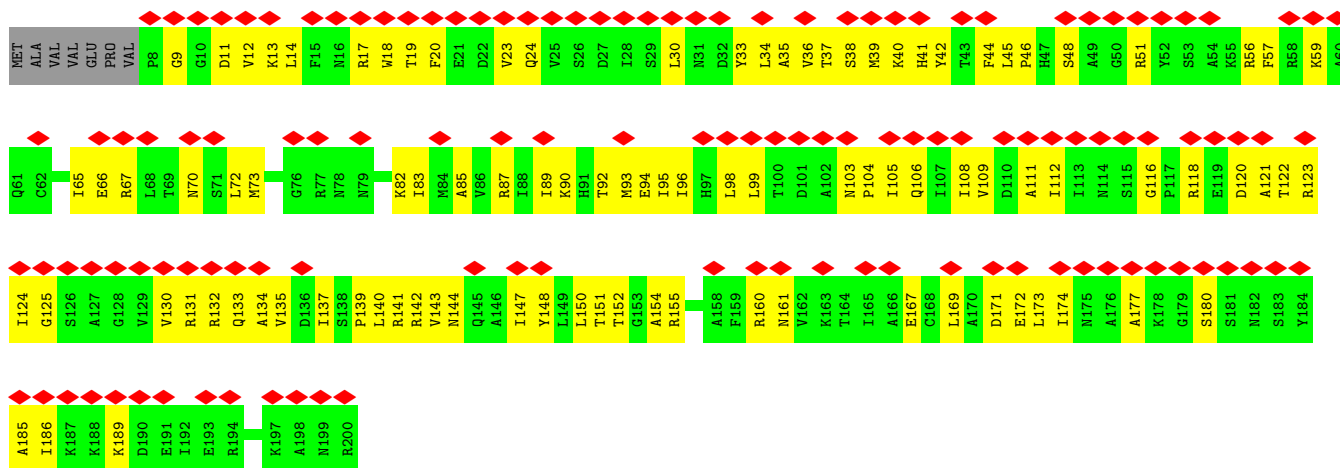 MET ALA VAL VAL GLU PRO VAL P8 G9 G10 D11 V12 K13 L14 F15 N16 R17 W18 T19 F20 E21 D22 V23 Q24 V25 S26 D27 I28 S29 L30 N31 D32 Y33 L34 A35 V36 T37 S38 M39 K40 H41 Y42 T43 F44 L45 P46 H47 S48 A49 G50 R51 Y52 S53 A54 K55 R56 F57 R58 K59 A60
Q61 C62 I65 E66 R67 L68 T69 N70 S71 L72 M73 G76 R77 N78 N79 K82 I83 M84 A85 V86 R87 I88 I89 K90 H91 T92 M93 E94 I95 I96 H97 L98 L99 T100 D101 A102 N103 P104 I105 Q106 I107 I108 V109 D110 A111 I112 I113 N114 S115 G116 P117 R118 E119 D120 A121 T122 R123
I124 G125 S126 A127 G128 V129 V130 R131 R132 Q133 A134 V135 D136 I137 S138 P139 L140 R141 R142 V143 N144 Q145 A146 I147 Y148 L149 L150 T151 T152 G153 A154 R155 A158 F159 R160 N161 V162 K163 T164 I165 A166 E167 C168 L169 A170 D171 E172 L173 I174 N175 A176 A177 K178 G179 S180 S181 N182 S183 Y184
A185 I186 K187 K188 K189 D190 E191 I192 E193 R194 K197 A198 N199 R200